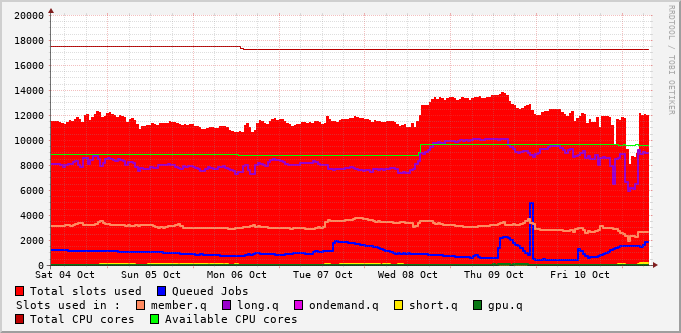 20000
18000
16000
14000
12000
10000
8000
6000
4000
2000
0
Sat 04 Oct Sun 05 Oct Mon 06 Oct Tue 07 Oct Wed 08 Oct Thu 09 Oct Fri 10 Oct
Total slots used Queued Jobs
Slots used in : member.q long.q ondemand.q short.q gpu.q
Total CPU cores Available CPU cores
RRDTOOL / TOBI OETIKER